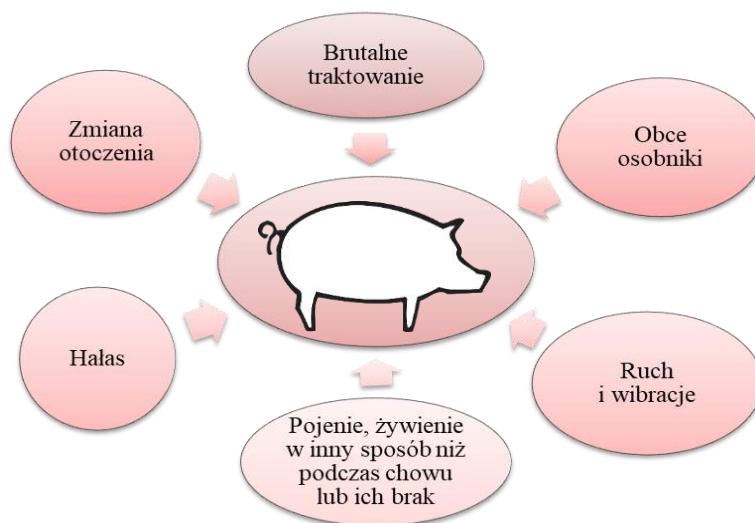 Brutalne
traktowanie
Zmiana
otoczenia
Obce
osobniki
Hałas
Ruch
i wibracje
Pojenie, żywienie
w inny sposób niż
podczas chowu
lub ich brak